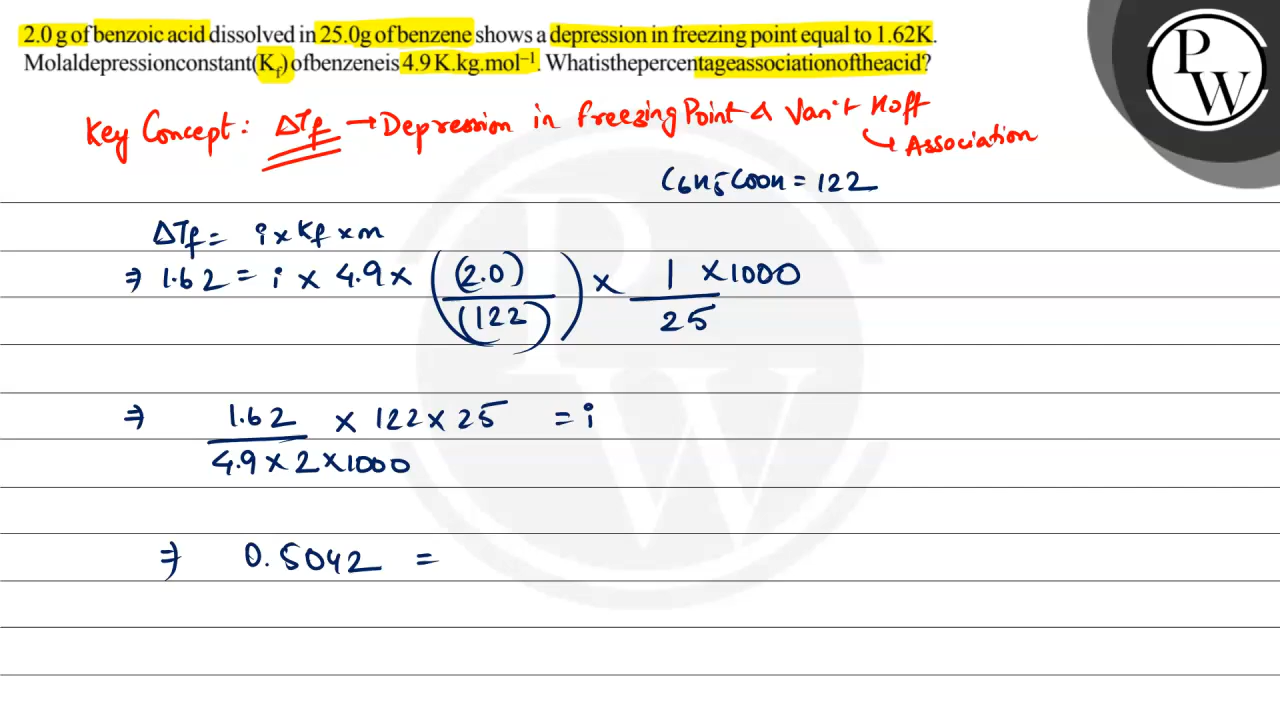 2.0 g of benzoic acid dissolved in 25.0g of benzene shows a depression in freezing point equal to 1.62K.
Molaldepressionconstant(K_f) ofbenzeneis 4.9 K.kg.mol⁻¹. Whatisthepercentageassociationoftheacid?
P
W
Key Concept: ΔTf → Depression in freezing Point & Van't Hoff
↳ Association
C6H5COOH = 122
ΔTf = i × Kf × m
⇒ 1.62 = i × 4.9 × ((2.0)/(122)) × 1/25 × 1000
⇒ 1.62/(4.9 × 2 × 1000) × 122 × 25 = i
⇒ 0.5042 =
P
W